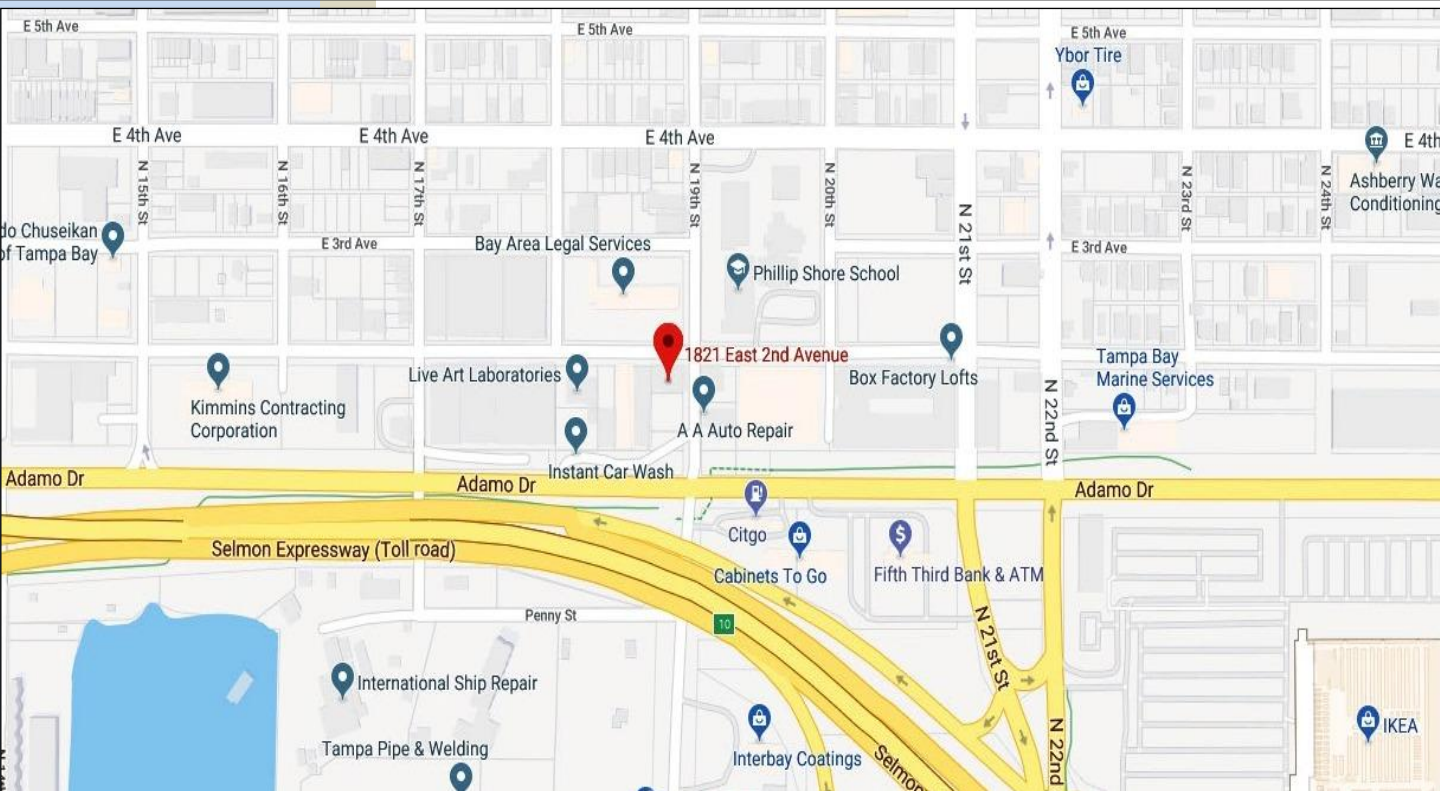 E 5th Ave
E 5th Ave
E 5th Ave
Ybor Tire
E 4th Ave
E 4th Ave
E 4th Ave
E 4th
N 15th St
N 16th St
N 17th St
N 19th St
N 20th St
N 21st St
N 23rd St
N 24th St
Ashberry Wa
Conditioning
do Chuseikan
of Tampa Bay
E 3rd Ave
Bay Area Legal Services
E 3rd Ave
Phillip Shore School
1821 East 2nd Avenue
Live Art Laboratories
Box Factory Lofts
Tampa Bay
Marine Services
Kimmins Contracting
Corporation
A A Auto Repair
N 22nd St
Instant Car Wash
Adamo Dr
Adamo Dr
Adamo Dr
Citgo
Selmon Expressway (Toll road)
Cabinets To Go
$
Fifth Third Bank & ATM
Penny St
10
N 21st St
International Ship Repair
IKEA
Tampa Pipe & Welding
Interbay Coatings
Selmon
N 22nd